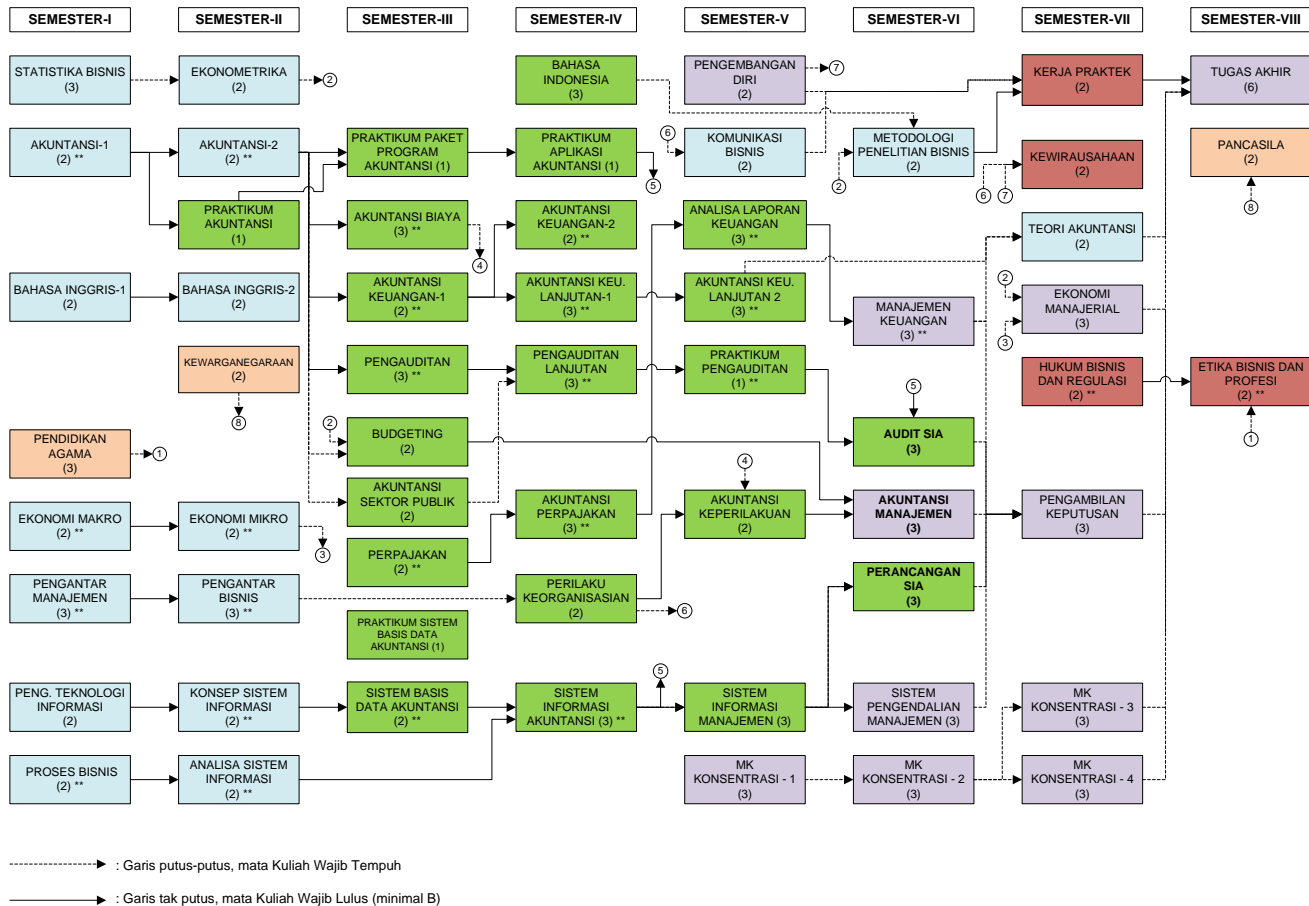 SEMESTER-I
SEMESTER-II
SEMESTER-III
SEMESTER-IV
SEMESTER-V
SEMESTER-VI
SEMESTER-VII
SEMESTER-VIII
STATISTIKA BISNIS
(3)
EKONOMETRIKA
(2)
2
BAHASA
INDONESIA
(3)
PENGEMBANGAN
DIRI
(2)
7
KERJA PRAKTEK
(2)
TUGAS AKHIR
(6)
AKUNTANSI-1
(2) **
AKUNTANSI-2
(2) **
PRAKTIKUM PAKET
PROGRAM
AKUNTANSI (1)
PRAKTIKUM
APLIKASI
AKUNTANSI (1)
5
6
KOMUNIKASI
BISNIS
(2)
2
METODOLOGI
PENELITIAN BISNIS
(2)
6
7
KEWIRAUSAHAAN
(2)
PANCASILA
(2)
8
PRAKTIKUM
AKUNTANSI
(1)
AKUNTANSI BIAYA
(3) **
4
AKUNTANSI
KEUANGAN-2
(2) **
ANALISA LAPORAN
KEUANGAN
(3) **
TEORI AKUNTANSI
(2)
BAHASA INGGRIS-1
(2)
BAHASA INGGRIS-2
(2)
AKUNTANSI
KEUANGAN-1
(2) **
AKUNTANSI KEU.
LANJUTAN-1
(3) **
AKUNTANSI KEU.
LANJUTAN 2
(3) **
MANAJEMEN
KEUANGAN
(3) **
2
3
EKONOMI
MANAJERIAL
(3)
KEWARGANEGARAAN
(2)
8
PENGAUDITAN
(3) **
PENGAUDITAN
LANJUTAN
(3) **
PRAKTIKUM
PENGAUDITAN
(1) **
5
HUKUM BISNIS
DAN REGULASI
(2) **
ETIKA BISNIS DAN
PROFESI
(2) **
1
PENDIDIKAN
AGAMA
(3)
1
2
BUDGETING
(2)
AUDIT SIA
(3)
AKUNTANSI
SEKTOR PUBLIK
(2)
4
EKONOMI MAKRO
(2) **
EKONOMI MIKRO
(2) **
3
AKUNTANSI
PERPAJAKAN
(3) **
AKUNTANSI
KEPERILAKUAN
(2)
AKUNTANSI
MANAJEMEN
(3)
PENGAMBILAN
KEPUTUSAN
(3)
PERPAJAKAN
(2) **
PENGANTAR
MANAJEMEN
(3) **
PENGANTAR
BISNIS
(3) **
PERILAKU
KEORGANISASIAN
(2)
6
PERANCANGAN
SIA
(3)
PRAKTIKUM SISTEM
BASIS DATA
AKUNTANSI (1)
PENG. TEKNOLOGI
INFORMASI
(2)
KONSEP SISTEM
INFORMASI
(2) **
SISTEM BASIS
DATA AKUNTANSI
(2) **
SISTEM
INFORMASI
AKUNTANSI (3) **
5
SISTEM
INFORMASI
MANAJEMEN (3)
SISTEM
PENGENDALIAN
MANAJEMEN (3)
MK
KONSENTRASI - 3
(3)
PROSES BISNIS
(2) **
ANALISA SISTEM
INFORMASI
(2) **
MK
KONSENTRASI - 1
(3)
MK
KONSENTRASI - 2
(3)
MK
KONSENTRASI - 4
(3)
: Garis putus-putus, mata Kuliah Wajib Tempuh
: Garis tak putus, mata Kuliah Wajib Lulus (minimal B)